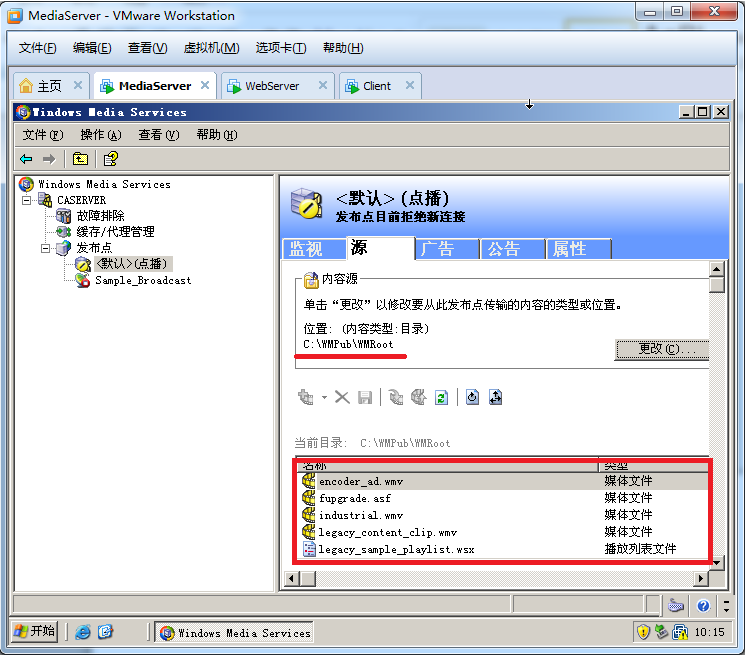 MediaServer - VMware Workstation
文件(F) 编辑(E) 查看(V) 虚拟机(M) 选项卡(T) 帮助(H)
主页 MediaServer WebServer Client
Windows Media Services
文件(F) 操作(A) 查看(V) 帮助(H)
Windows Media Services
CASERVER
故障排除
缓存/代理管理
发布点
<默认>(点播)
Sample_Broadcast
<默认>(点播)
发布点目前拒绝新连接
监视 源 广告 公告 属性
内容源
单击“更改”以修改要从此发布点传输的内容的类型或位置。
位置: (内容类型:目录)
C:\WMPub\WMRoot
更改(C)...
当前目录: C:\WMPub\WMRoot
名称 类型
encoder_ad.wmv 媒体文件
fupgrade.asf 媒体文件
industrial.wmv 媒体文件
legacy_content_clip.wmv 媒体文件
legacy_sample_playlist.wsx 播放列表文件
开始 Windows Media Services 10:15